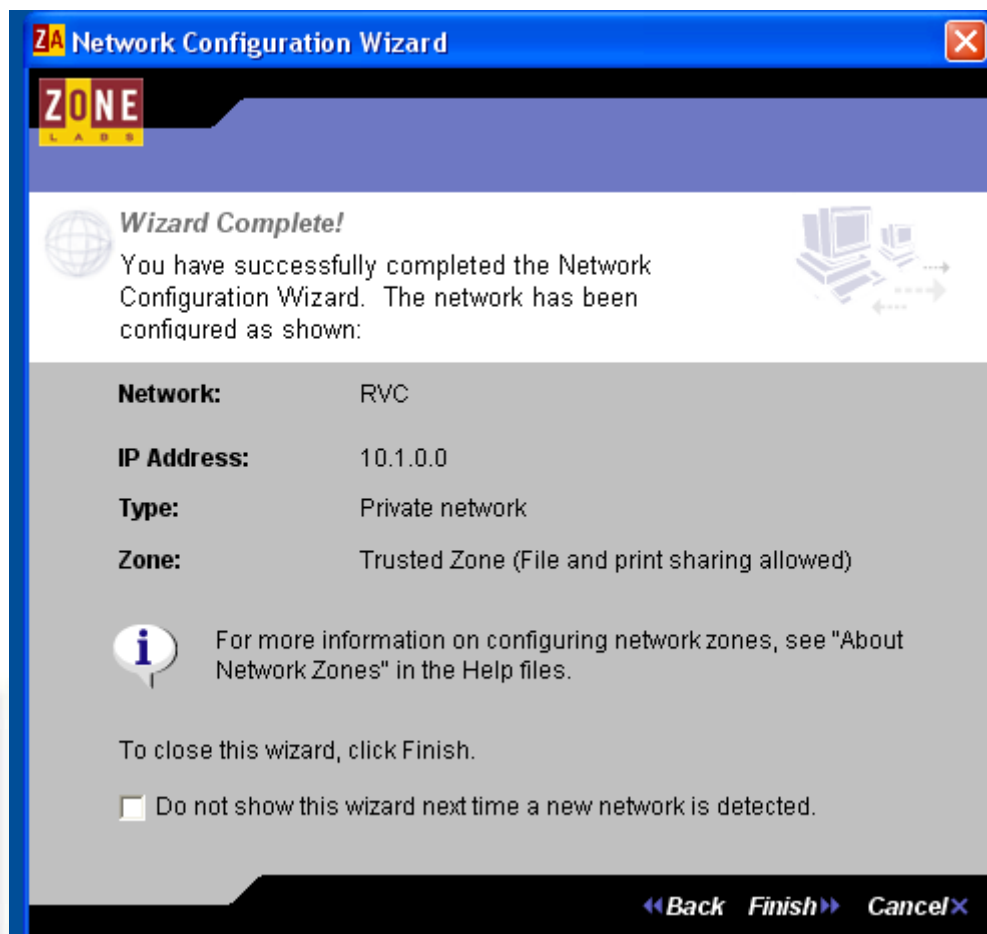 ZA Network Configuration Wizard
ZONE
LABS
Wizard Complete!
You have successfully completed the Network
Configuration Wizard. The network has been
configured as shown:
Network: RVC
IP Address: 10.1.0.0
Type: Private network
Zone: Trusted Zone (File and print sharing allowed)
i
For more information on configuring network zones, see "About
Network Zones" in the Help files.
To close this wizard, click Finish.
Do not show this wizard next time a new network is detected.
Back Finish Cancel